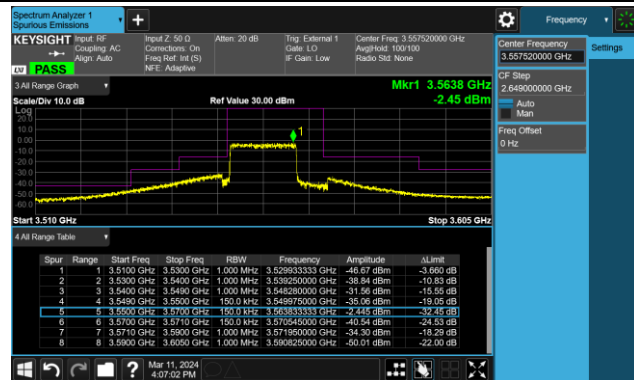 Spectrum Analyzer 1
Spurious Emissions
+
Frequency
KEYSIGHT
Input: RF
Coupling: AC
Align: Auto
Input Z: 50 Ω
Corrections: On
Freq Ref: Int (S)
NFE: Adaptive
Atten: 20 dB
Trig: External 1
Gate: LO
IF Gain: Low
Center Freq: 3.557520000 GHz
Avg|Hold: 100/100
Radio Std: None
LXI PASS
Center Frequency
3.557520000 GHz
Settings
CF Step
2.649000000 GHz
Auto
Man
Freq Offset
0 Hz
3 All Range Graph
Mkr1 3.5638 GHz
Scale/Div 10.0 dB
Ref Value 30.00 dBm
-2.45 dBm
Log
20.0
10.0
0.00
-10.0
-20.0
-30.0
-40.0
-50.0
-60.0
1
Start 3.510 GHz
Stop 3.605 GHz
4 All Range Table
Spur Range Start Freq Stop Freq RBW Frequency Amplitude ΔLimit
1 1 3.5100 GHz 3.5300 GHz 1.000 MHz 3.529933333 GHz -46.67 dBm -3.660 dB
2 2 3.5300 GHz 3.5400 GHz 1.000 MHz 3.539250000 GHz -38.84 dBm -10.83 dB
3 3 3.5400 GHz 3.5490 GHz 1.000 MHz 3.548280000 GHz -31.56 dBm -15.55 dB
4 4 3.5490 GHz 3.5500 GHz 150.0 kHz 3.549975000 GHz -35.06 dBm -19.05 dB
5 5 3.5500 GHz 3.5700 GHz 150.0 kHz 3.563833333 GHz -2.445 dBm -32.45 dB
6 6 3.5700 GHz 3.5710 GHz 150.0 kHz 3.570545000 GHz -40.54 dBm -24.53 dB
7 7 3.5710 GHz 3.5900 GHz 1.000 MHz 3.571950000 GHz -34.30 dBm -18.29 dB
8 8 3.5900 GHz 3.6050 GHz 1.000 MHz 3.590825000 GHz -50.01 dBm -22.00 dB
?
Mar 11, 2024
4:07:02 PM